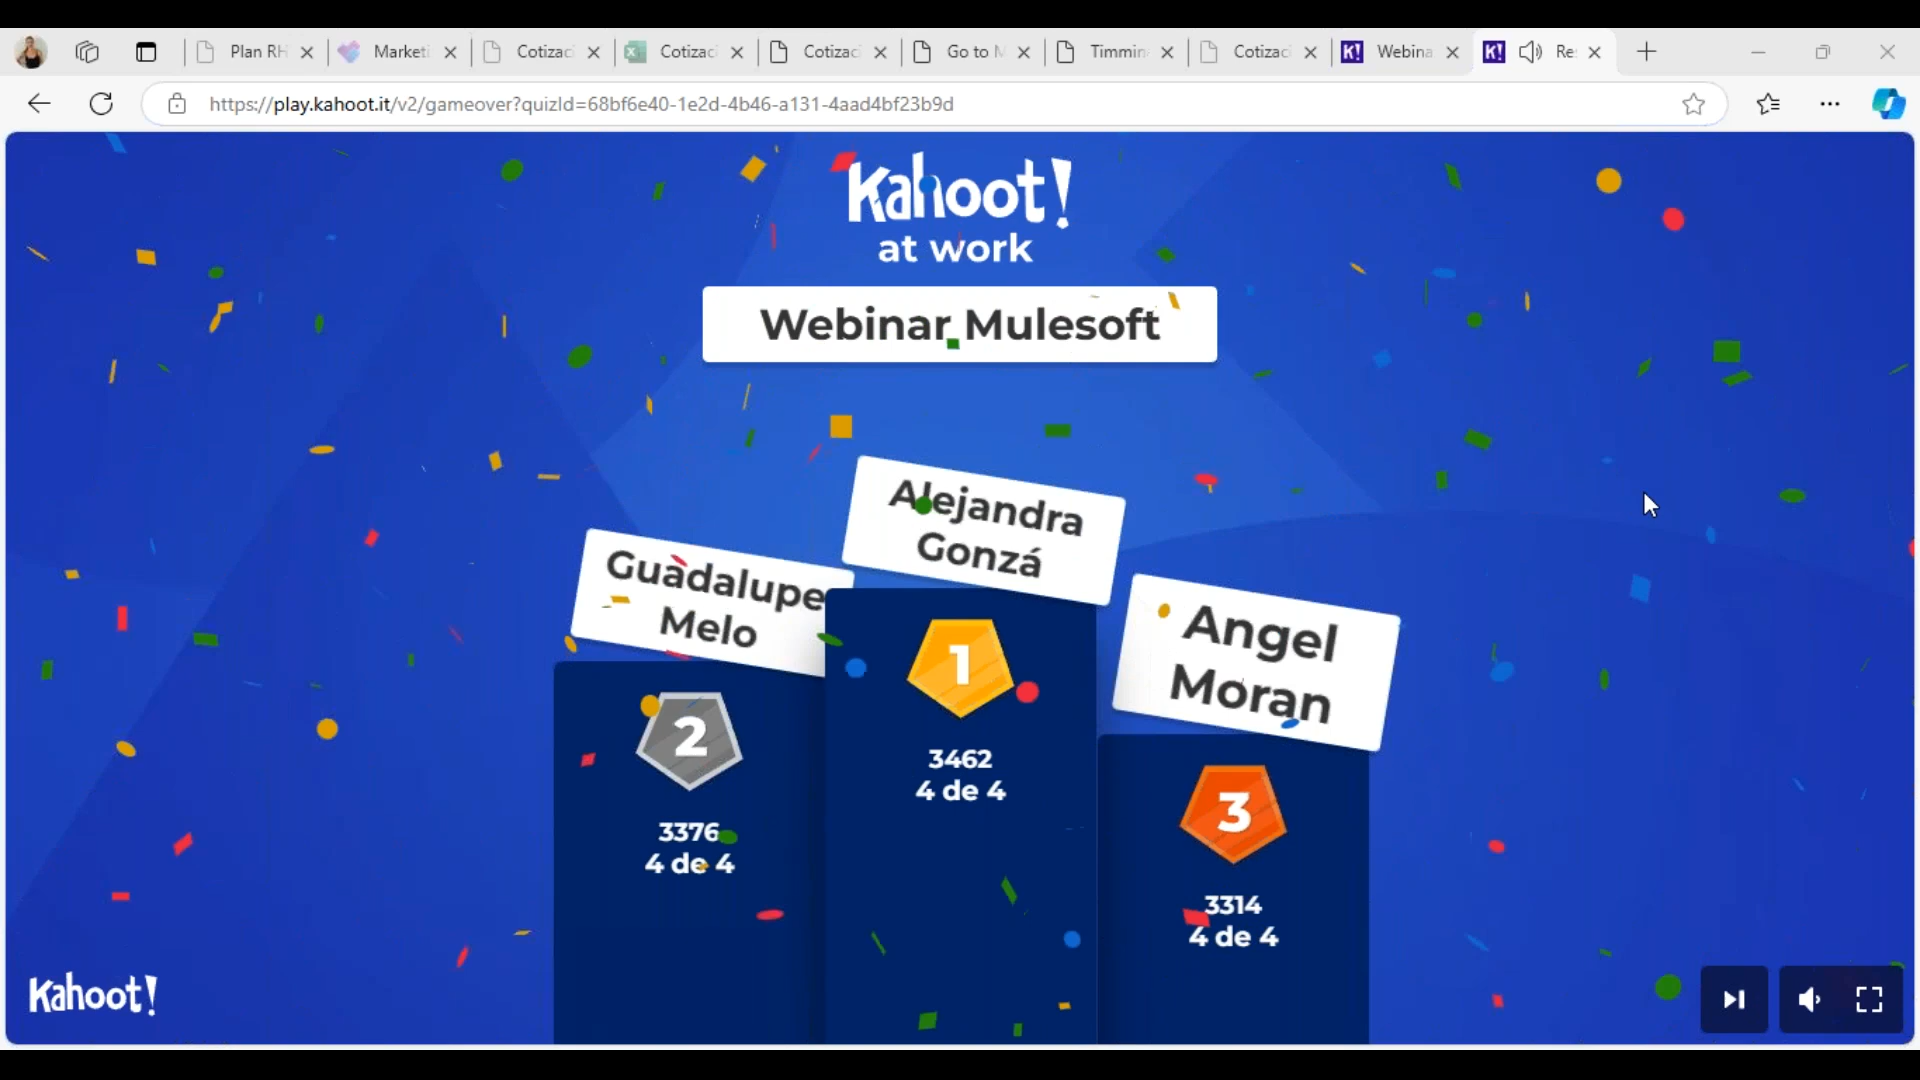 Plan RH
Marketi
Cotizac
Cotizaci
Cotizac
Go to M
Timmin
Cotizac
K! Webina
K! Re
https://play.kahoot.it/v2/gameover?quizId=68bf6e40-1e2d-4b46-a131-4aad4bf23b9d
Kahoot!
at work
Webinar Mulesoft
Alejandra
Gonzá
Guadalupe
Melo
Angel
Moran
1
3462
4 de 4
2
3376
4 de 4
3
3314
4 de 4
Kahoot!